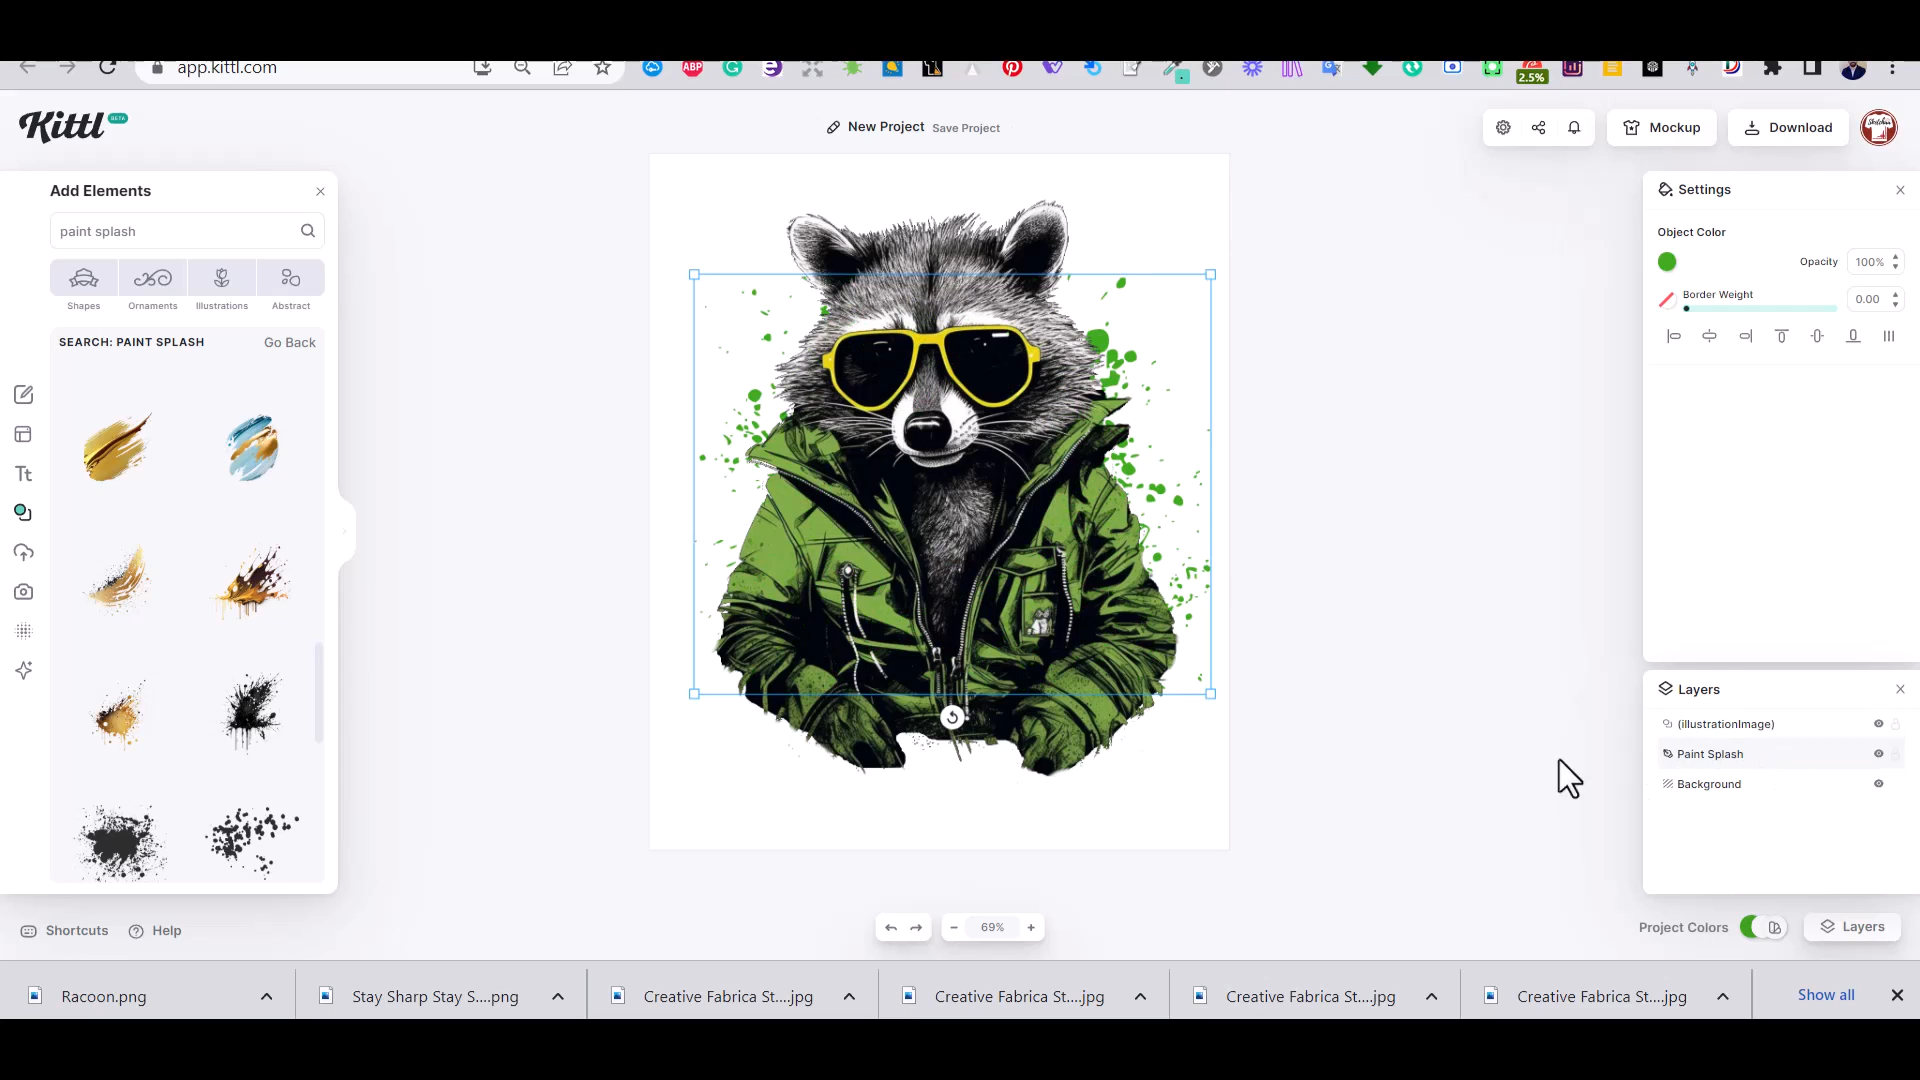 app.kittl.com
ABP
2.5%
Kittl BETA
New Project Save Project
Mockup
Download
Add Elements
paint splash
Shapes Ornaments Illustrations Abstract
SEARCH: PAINT SPLASH Go Back
Tt
Settings
Object Color
Opacity 100%
Border Weight 0.00
Layers
(illustrationImage)
Paint Splash
Background
Shortcuts Help
69%
Project Colors
Layers
Racoon.png
Stay Sharp Stay S....png
Creative Fabrica St....jpg
Creative Fabrica St....jpg
Creative Fabrica St....jpg
Creative Fabrica St....jpg
Show all